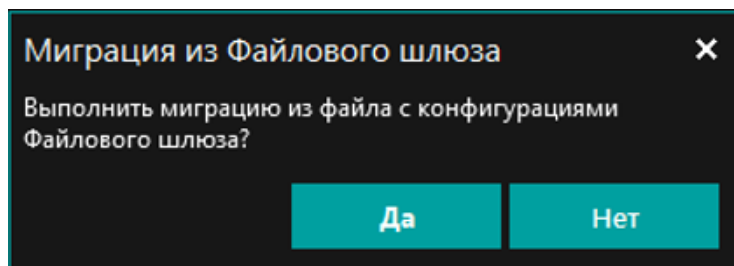 Миграция из Файлового шлюза
Выполнить миграцию из файла с конфигурациями
Файлового шлюза?
Да
Нет